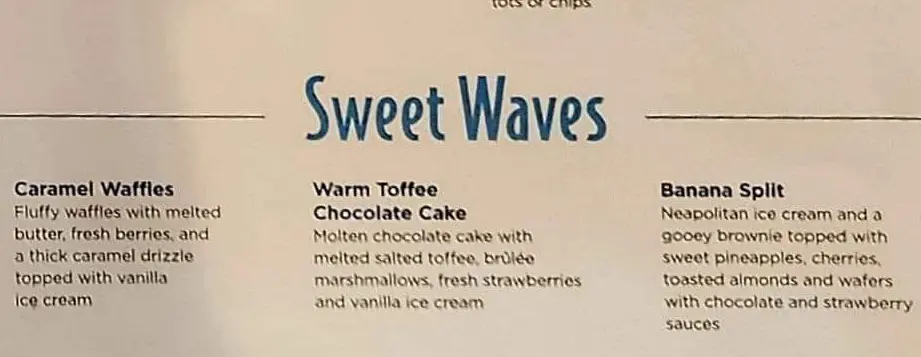 tots or chips
Sweet Waves
Caramel Waffles
Fluffy waffles with melted
butter, fresh berries, and
a thick caramel drizzle
topped with vanilla
ice cream
Warm Toffee
Chocolate Cake
Molten chocolate cake with
melted salted toffee, brûlée
marshmallows, fresh strawberries
and vanilla ice cream
Banana Split
Neapolitan ice cream and a
gooey brownie topped with
sweet pineapples, cherries,
toasted almonds and wafers
with chocolate and strawberry
sauces